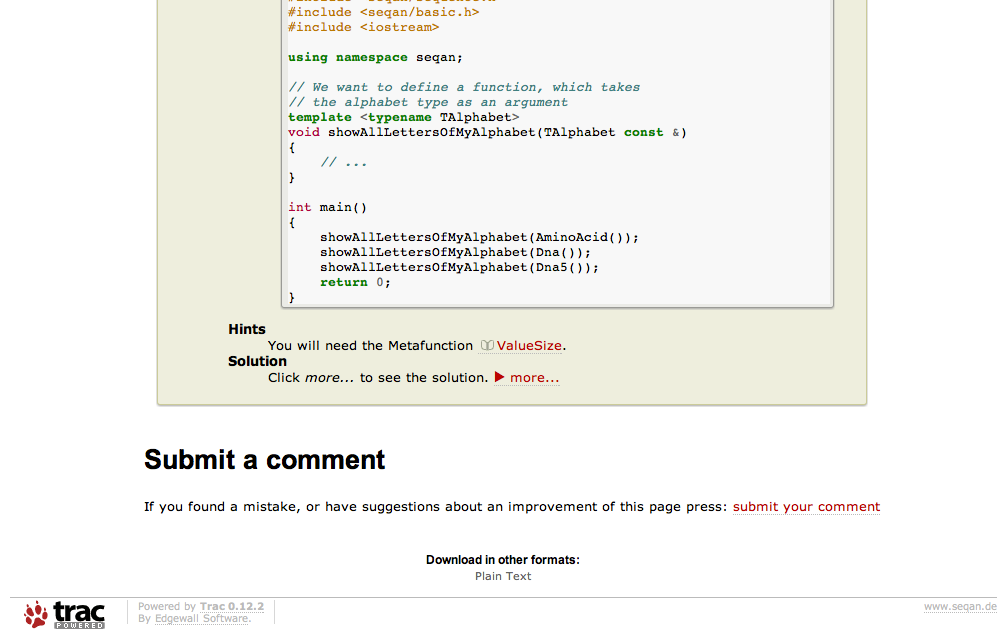 #include <seqan/basic.h>
#include <iostream>
using namespace seqan;
// We want to define a function, which takes
// the alphabet type as an argument
template <typename TAlphabet>
void showAllLettersOfMyAlphabet(TAlphabet const &)
{
    // ...
}
int main()
{
    showAllLettersOfMyAlphabet(AminoAcid());
    showAllLettersOfMyAlphabet(Dna());
    showAllLettersOfMyAlphabet(Dna5());
    return 0;
}
Hints
You will need the Metafunction ValueSize.
Solution
Click more... to see the solution. more...
Submit a comment
If you found a mistake, or have suggestions about an improvement of this page press: submit your comment
Download in other formats:
Plain Text
trac POWERED
Powered by Trac 0.12.2
By Edgewall Software.
www.seqan.de